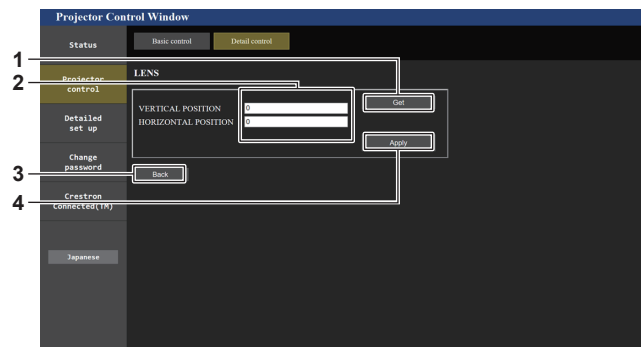 Projector Control Window
Status
Basic control
Detail control
1
2
LENS
Projector
control
VERTICAL POSITION
0
Get
HORIZONTAL POSITION
0
Detailed
set up
Apply
Change
password
3
Back
4
Crestron
Connected(TM)
Japanese